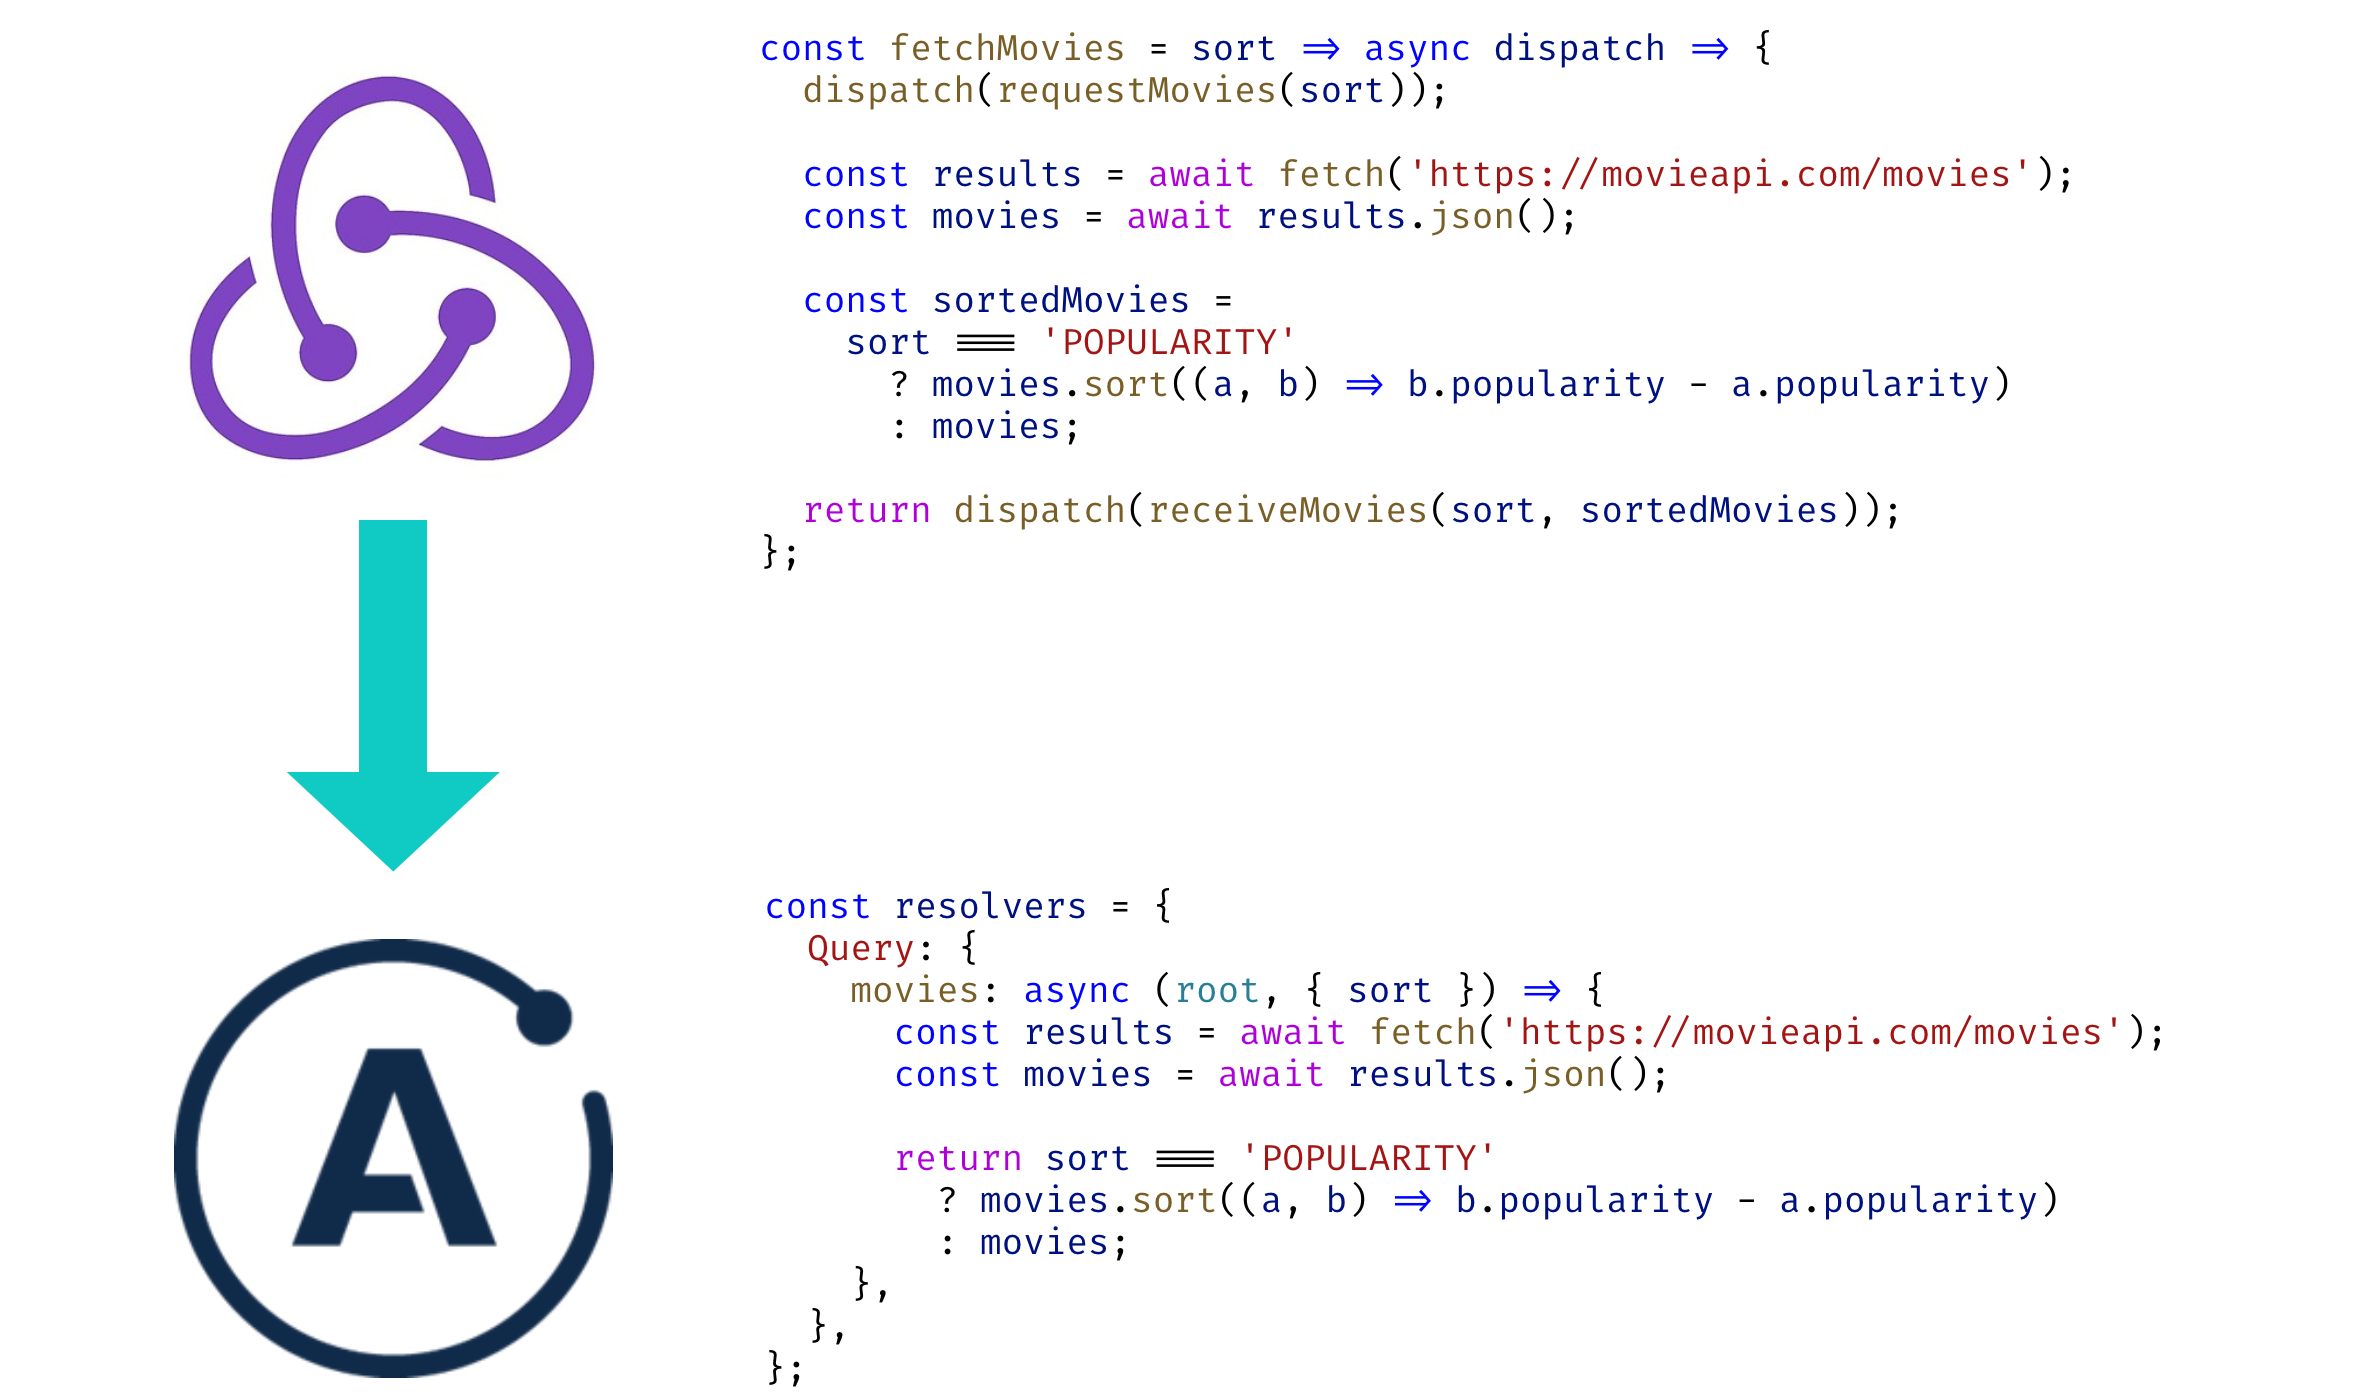 const fetchMovies = sort => async dispatch => {
  dispatch(requestMovies(sort));
  const results = await fetch('https://movieapi.com/movies');
  const movies = await results.json();
  const sortedMovies =
    sort === 'POPULARITY'
      ? movies.sort((a, b) => b.popularity - a.popularity)
      : movies;
  return dispatch(receiveMovies(sort, sortedMovies));
};
A
const resolvers = {
  Query: {
    movies: async (root, { sort }) => {
      const results = await fetch('https://movieapi.com/movies');
      const movies = await results.json();
      return sort === 'POPULARITY'
        ? movies.sort((a, b) => b.popularity - a.popularity)
        : movies;
    },
  },
};